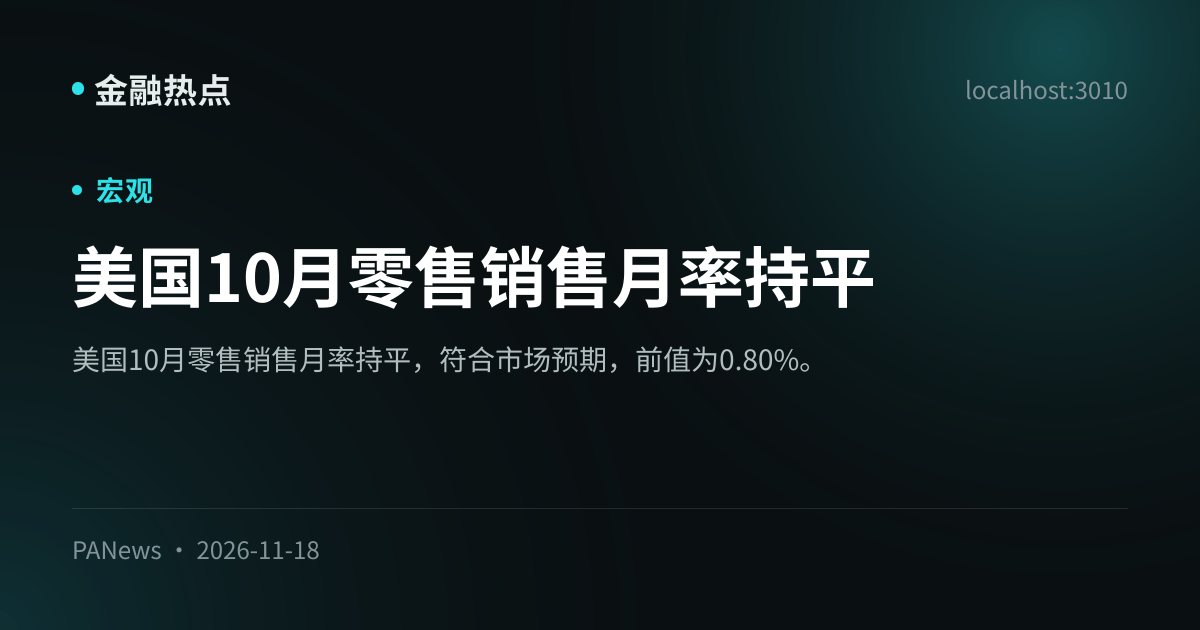 金融热点
localhost:3010
宏观
美国10月零售销售月率持平
美国10月零售销售月率持平，符合市场预期，前值为0.80%。
PANews • 2026-11-18